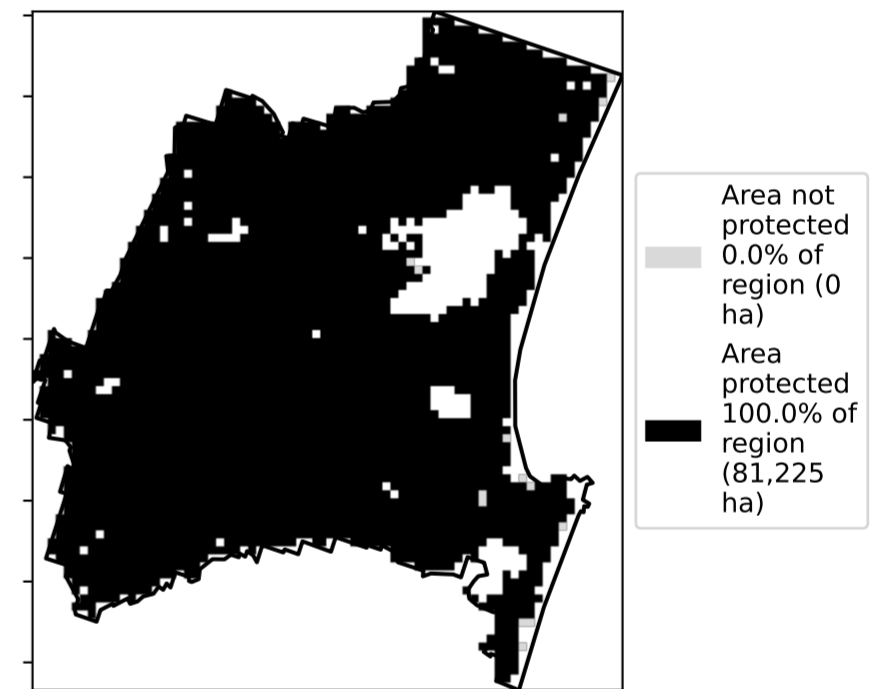 Area not
protected
0.0% of
region (0
ha)
Area
protected
100.0% of
region
(81,225
ha)